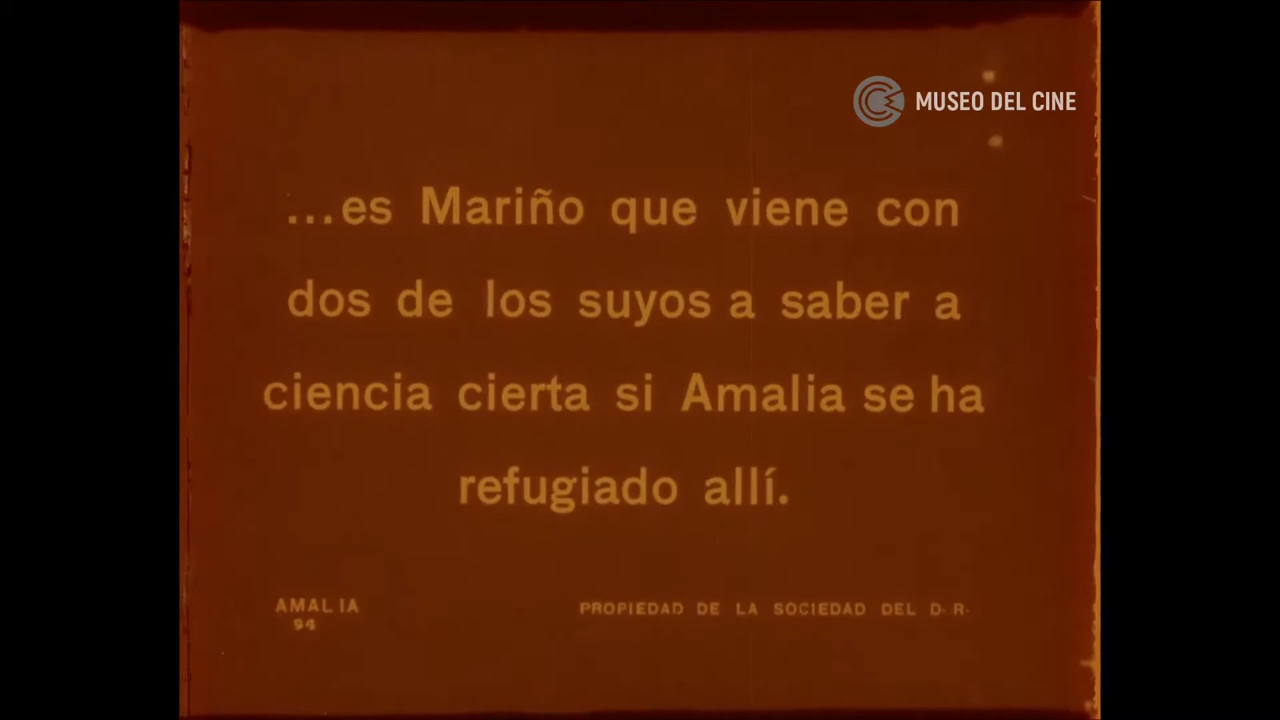 MUSEO DEL CINE
...es Mariño que viene con
dos de los suyos a saber a
ciencia cierta si Amalia se ha
refugiado allí.
AMALIA
94
PROPIEDAD DE LA SOCIEDAD DEL D. R.